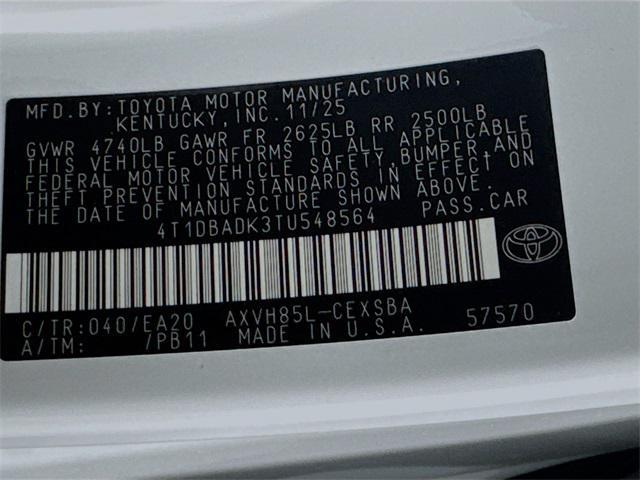 MFD.BY:TOYOTA MOTOR MANUFACTURING,
KENTUCKY,INC.11/25
GVWR 4740LB GAWR FR 2625LB RR 2500LB
THIS VEHICLE CONFORMS TO ALL APPLICABLE
FEDERAL MOTOR VEHICLE SAFETY,BUMPER,AND
THEFT PREVENTION STANDARDS IN EFFECT ON
THE DATE OF MANUFACTURE SHOWN ABOVE.
4T1DBADK3TU548564 PASS.CAR
C/TR:040/EA20 AXVH85L-CEXSBA 57570
A/TM: /PB11 MADE IN U.S.A.